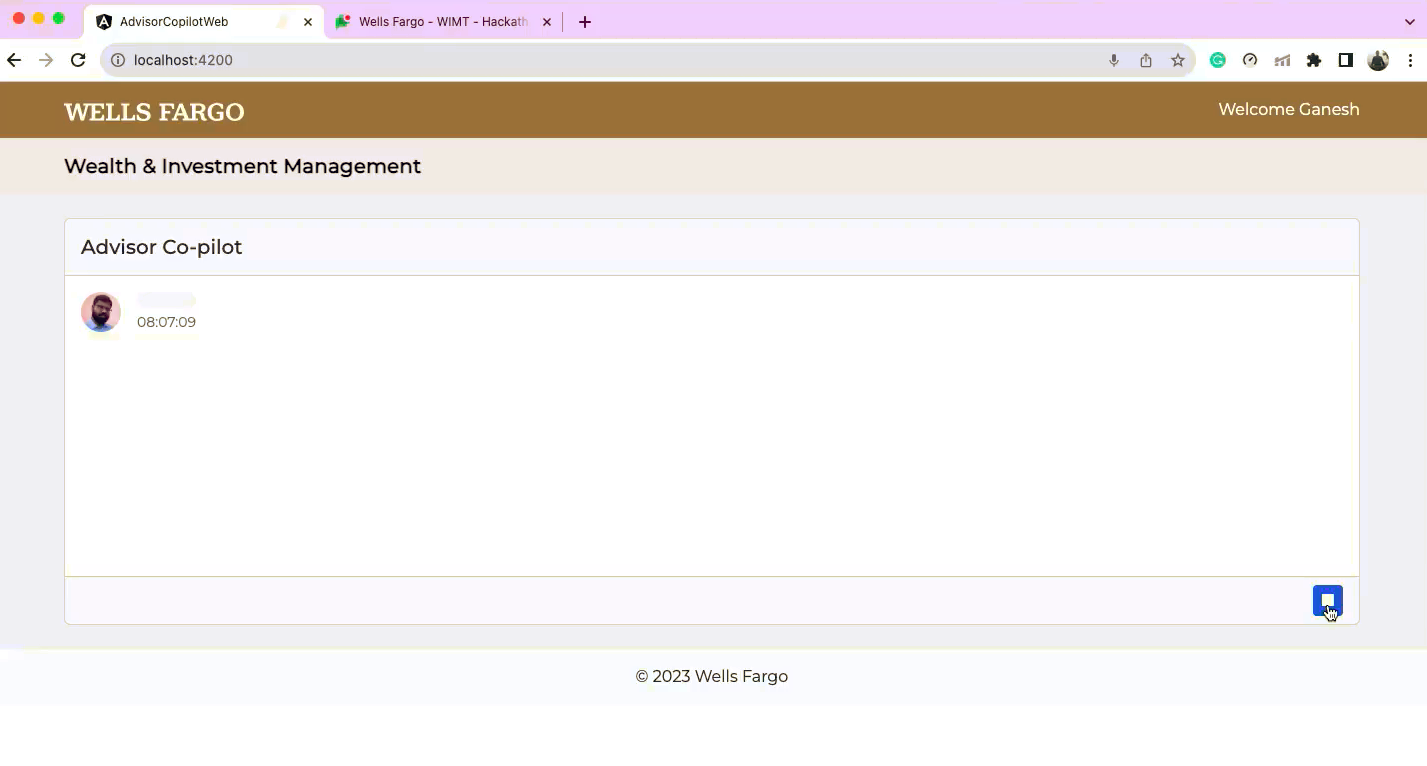 AdvisorCopilotWeb
Wells Fargo - WIMT - Hackath
localhost:4200
WELLS FARGO
Welcome Ganesh
Wealth & Investment Management
Advisor Co-pilot
08:07:09
© 2023 Wells Fargo